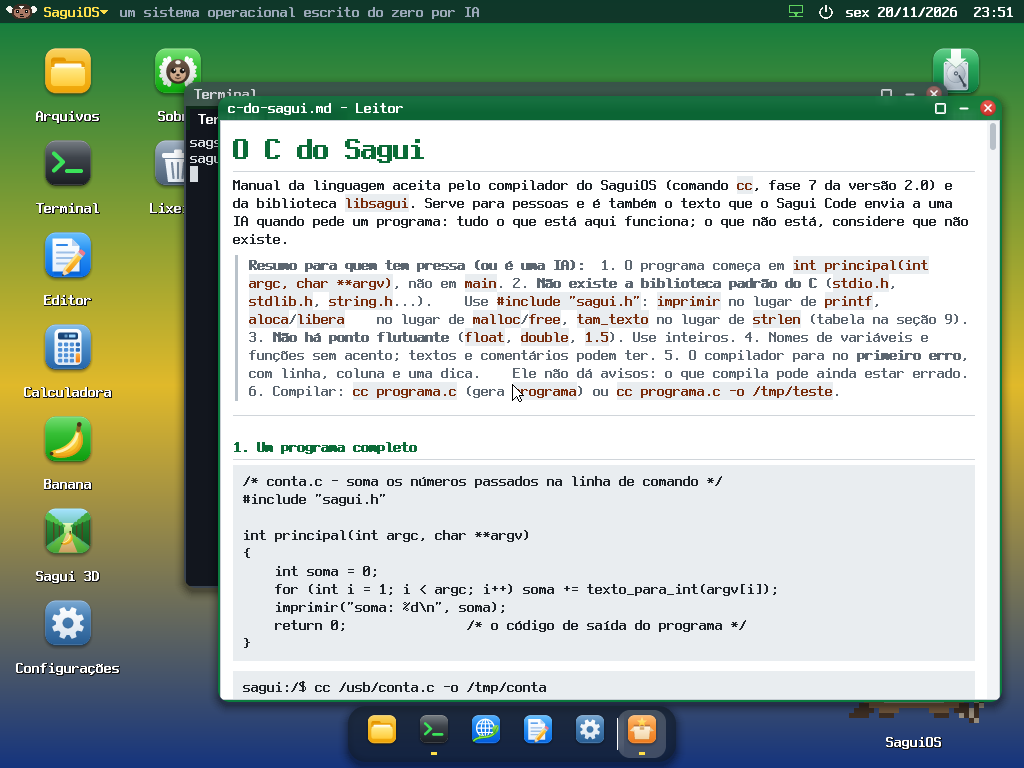 SaguiOS um sistema operacional escrito do zero por IA sex 20/11/2026 23:51
Arquivos
Terminal
Editor
Calculadora
Banana
Sagui 3D
Configurações
Terminal
c-do-sagui.md - Leitor
O C do Sagui
Manual da linguagem aceita pelo compilador do SaguiOS (comando cc, fase 7 da versão 2.0) e
da biblioteca libsagui. Serve para pessoas e é também o texto que o Sagui Code envia a uma
IA quando pede um programa: tudo o que está aqui funciona; o que não está, considere que não
existe.
Resumo para quem tem pressa (ou é uma IA): 1. O programa começa em int principal(int
argc, char **argv), não em main. 2. Não existe a biblioteca padrão do C (stdio.h,
stdlib.h, string.h...). Use #include "sagui.h": imprimir no lugar de printf,
aloca/libera no lugar de malloc/free, tam_texto no lugar de strlen (tabela na seção 9).
3. Não há ponto flutuante (float, double, 1.5). Use inteiros. 4. Nomes de variáveis e
funções sem acento; textos e comentários podem ter. 5. O compilador para no primeiro erro,
com linha, coluna e uma dica. Ele não dá avisos: o que compila pode ainda estar errado.
6. Compilar: cc programa.c (gera programa) ou cc programa.c -o /tmp/teste.
1. Um programa completo
/* conta.c - soma os números passados na linha de comando */
#include "sagui.h"
int principal(int argc, char **argv)
{
int soma = 0;
for (int i = 1; i < argc; i++) soma += texto_para_int(argv[i]);
imprimir("soma: %d\n", soma);
return 0; /* o código de saída do programa */
}
sagui:/$ cc /usb/conta.c -o /tmp/conta
SaguiOS